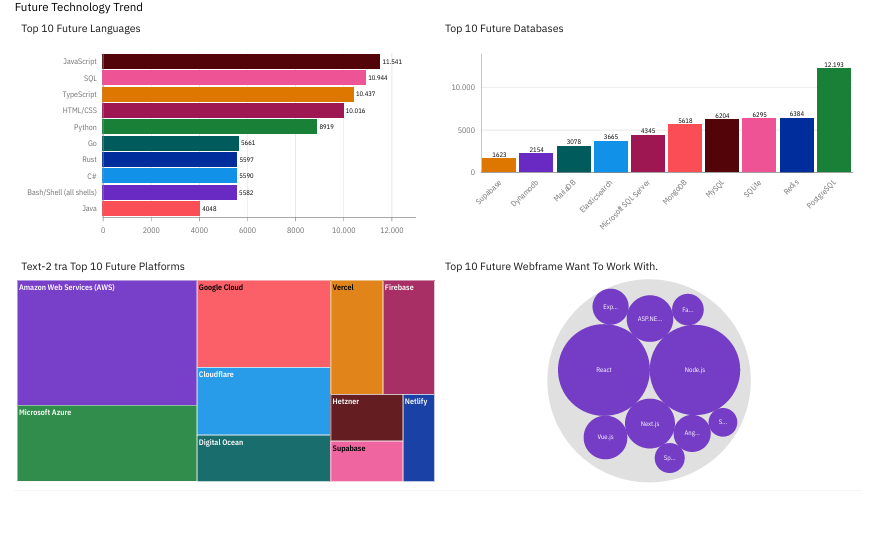 Future Technology Trend
Top 10 Future Languages
JavaScript
11.541
SQL
10.944
TypeScript
10.437
HTML/CSS
10.016
Python
8919
Go
5661
Rust
5597
C#
5590
Bash/Shell (all shells)
5582
Java
4048
0 2000 4000 6000 8000 10.000 12.000
Top 10 Future Databases
10.000
5000
0
1623 2154 3078 3665 4345 5618 6204 6295 6384 12.193
Supabase Dynamodb MariaDB Elasticsearch Microsoft SQL Server MongoDB MySQL SQLite Redis PostgreSQL
Text-2 tra Top 10 Future Platforms
Amazon Web Services (AWS)
Microsoft Azure
Google Cloud
Cloudflare
Digital Ocean
Vercel
Firebase
Hetzner
Netlify
Supabase
Top 10 Future Webframe Want To Work With.
Exp...
ASP.NE...
Fa...
React
Node.js
Next.js
Vue.js
Ang...
S...
Sp...